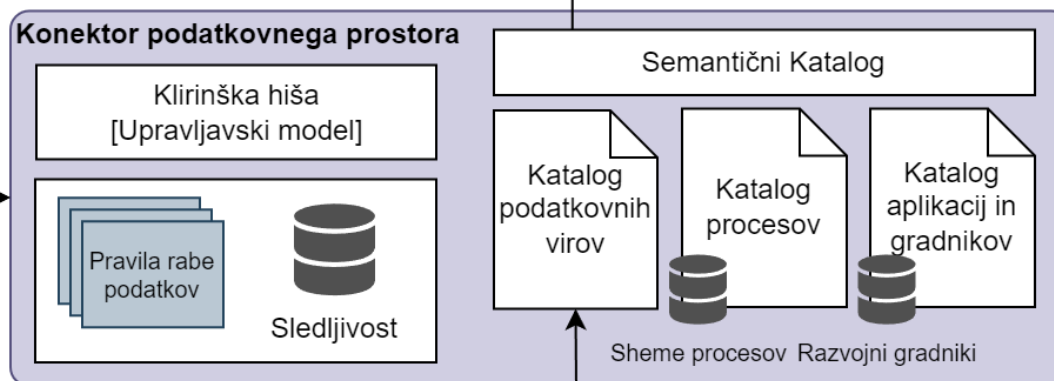 Konektor podatkovnega prostora
Klirinška hiša
[Upravljavski model]
Pravila rabe
podatkov
Sledljivost
Semantični Katalog
Katalog
podatkovnih
virov
Katalog
procesov
Katalog
aplikacij in
gradnikov
Sheme procesov
Razvojni gradniki